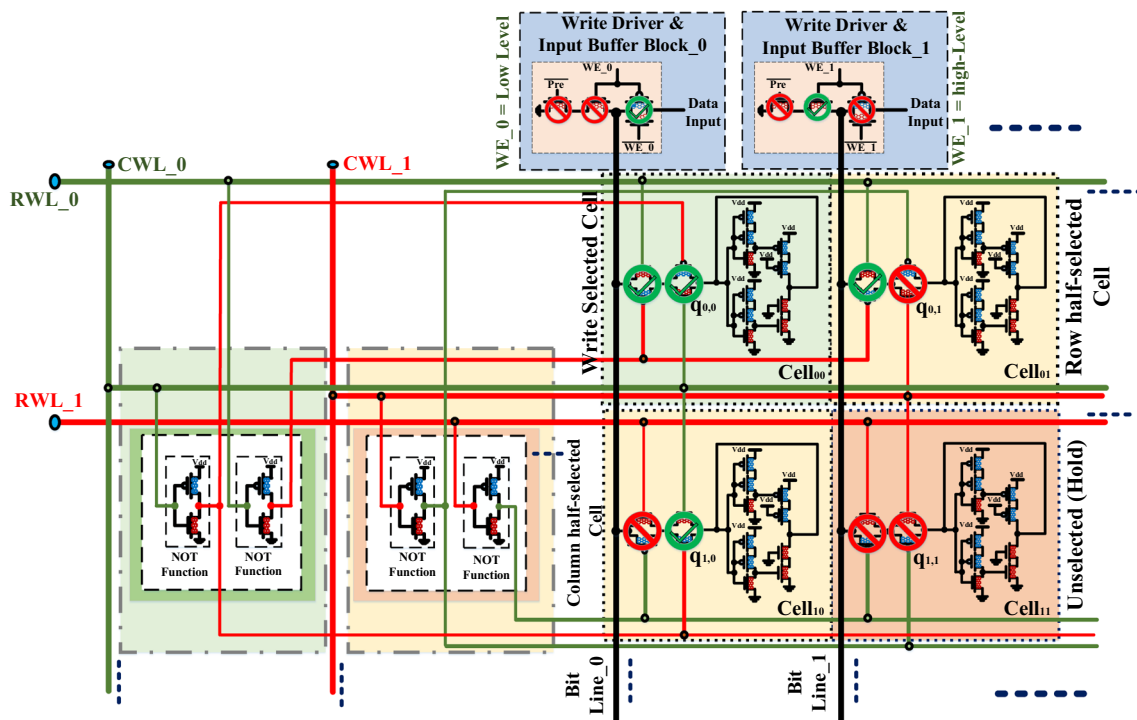 Write Driver &
Input Buffer Block_0
WE_0
Pre
Data
Input
WE_0
WE_0 = Low Level
Write Driver &
Input Buffer Block_1
WE_1
Pre
Data
Input
WE_1
WE_1 = high-Level
CWL_0
CWL_1
RWL_0
RWL_1
Write Selected Cell
Vdd
Vdd
Vdd
Vdd
q0,0
Cell00
Vdd
Vdd
Vdd
Vdd
q0,1
Cell01
Row half-selected
Cell
Vdd
NOT
Function
Vdd
NOT
Function
Vdd
NOT
Function
Vdd
NOT
Function
Column half-selected
Cell
Vdd
Vdd
Vdd
Vdd
q1,0
Cell10
Vdd
Vdd
Vdd
Vdd
q1,1
Cell11
Unselected (Hold)
Bit
Line_0
Bit
Line_1